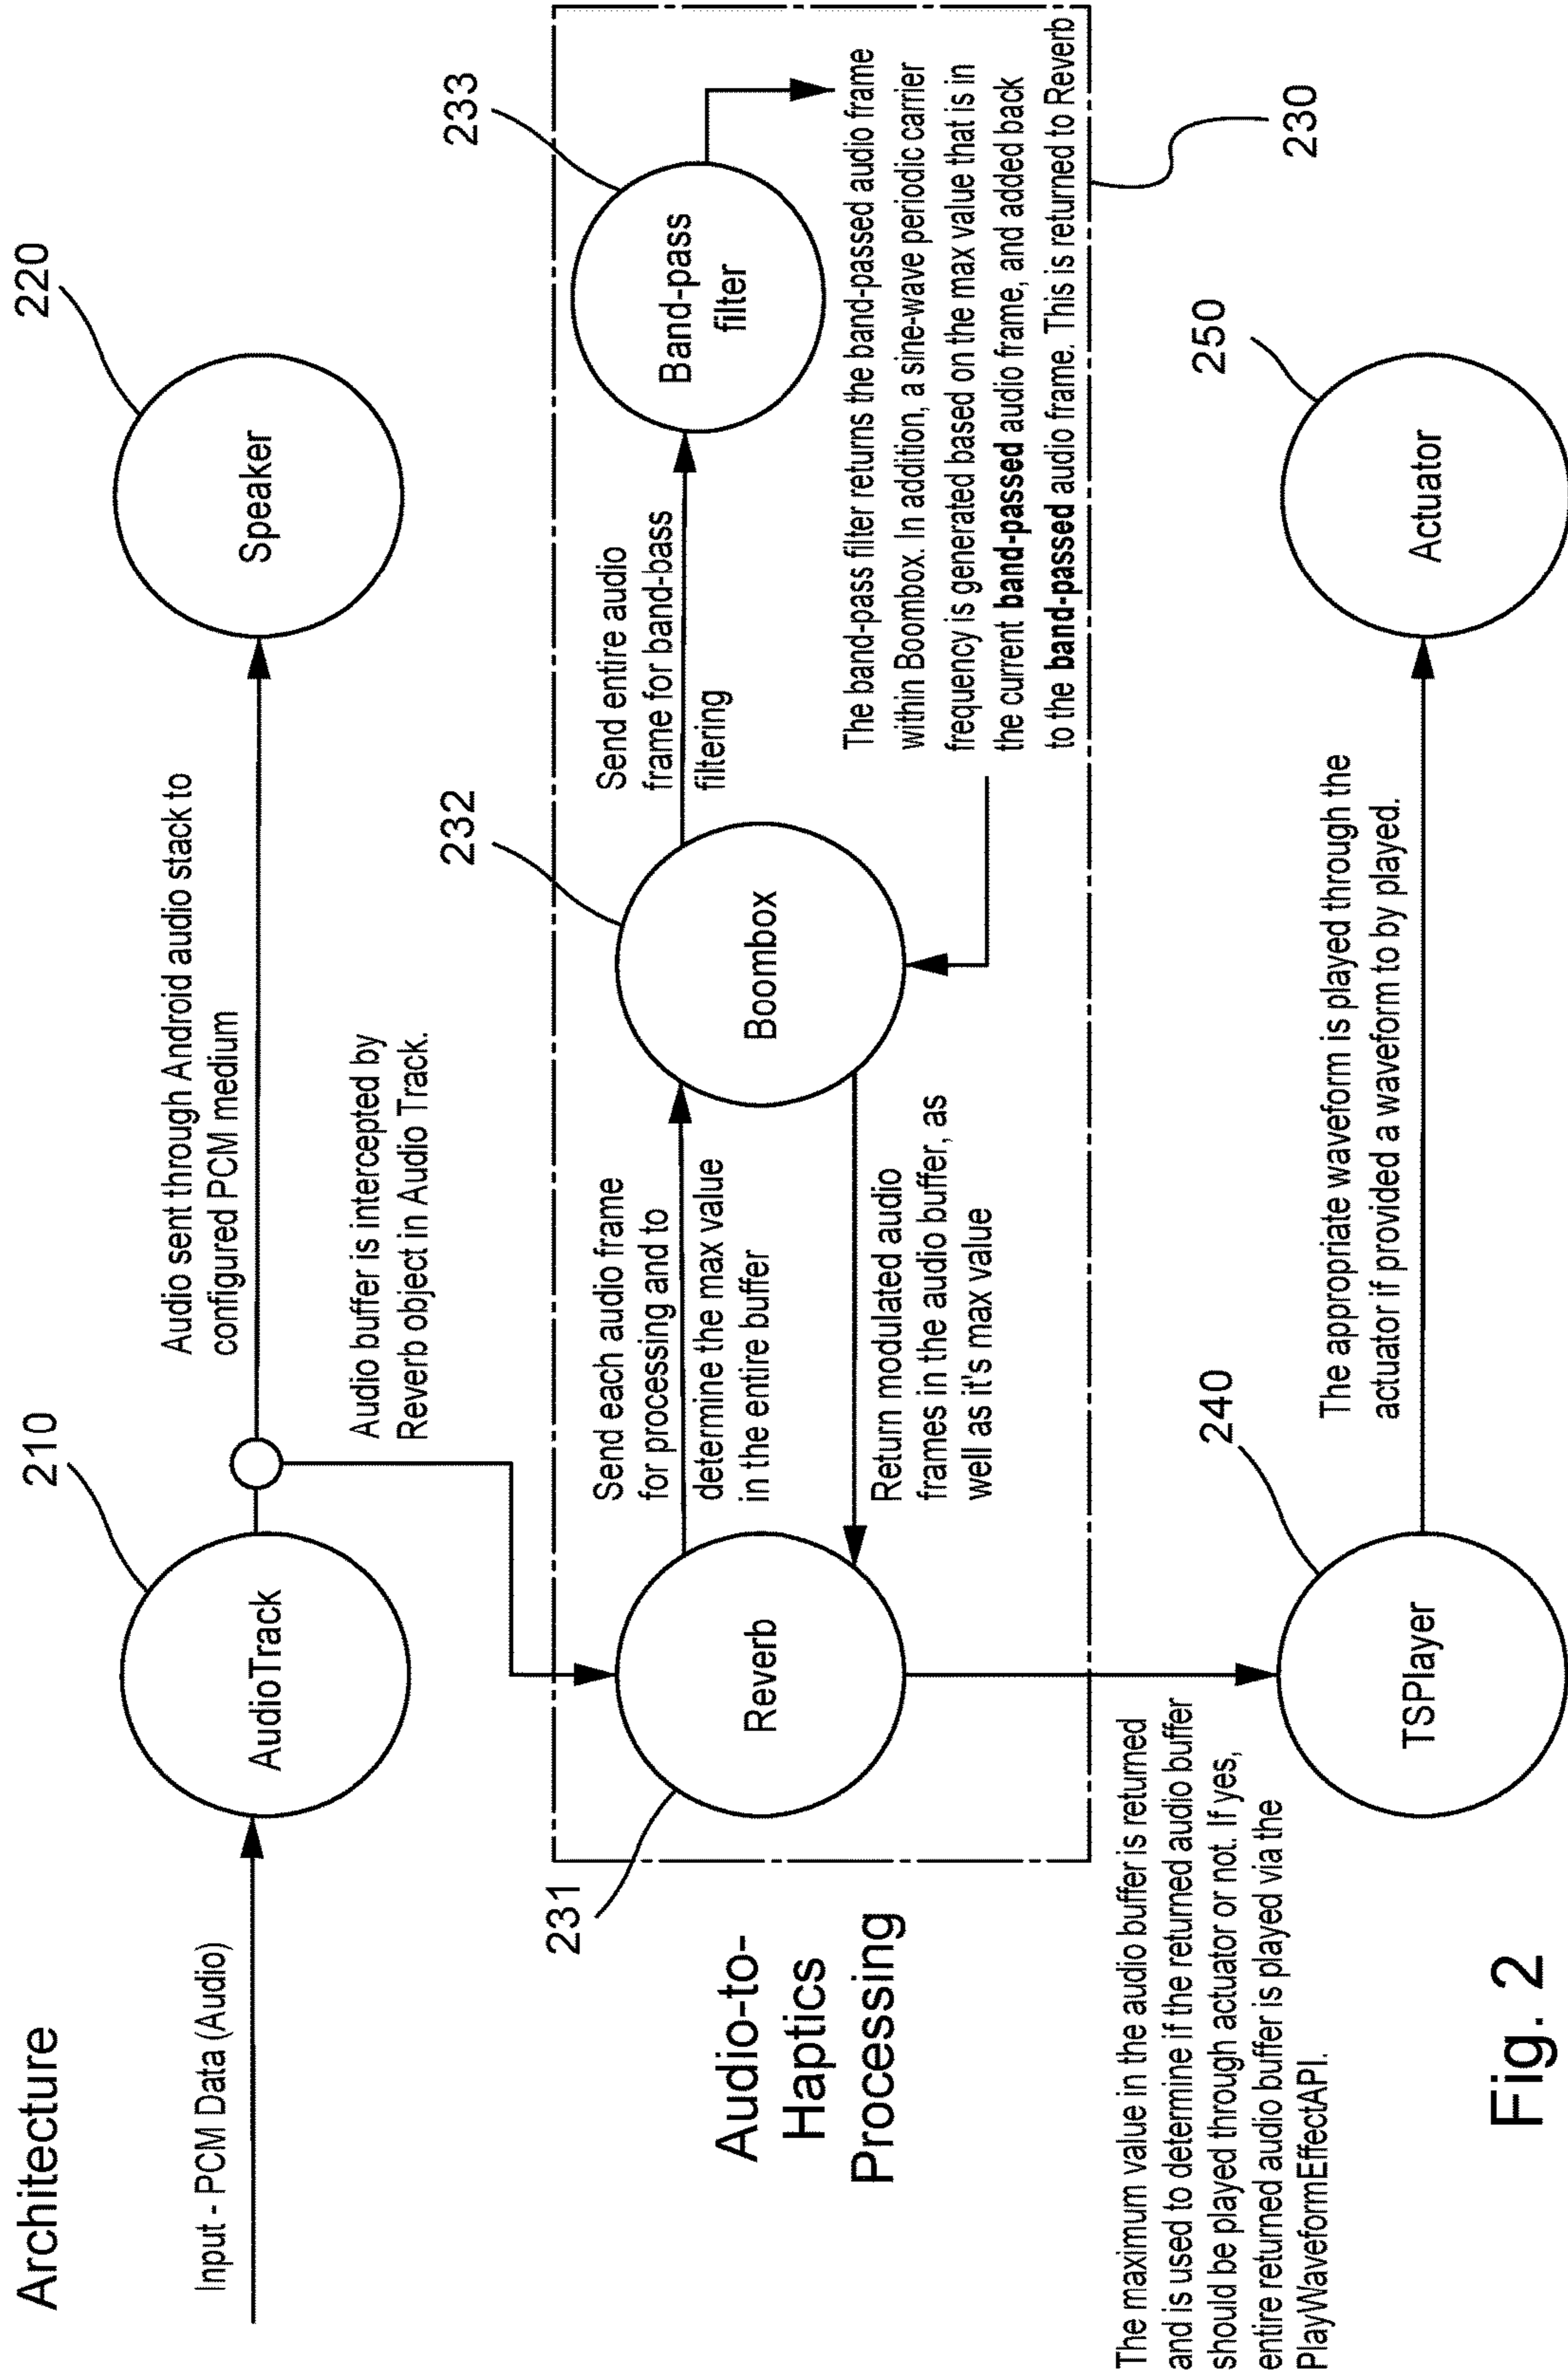 Architecture
Input - PCM Data (Audio)
210
AudioTrack
Audio sent through Android audio stack to
configured PCM medium
220
Speaker
Audio buffer is intercepted by
Reverb object in Audio Track.
Audio-to-
Haptics
Processing
231
Reverb
Send each audio frame
for processing and to
determine the max value
in the entire buffer
Return modulated audio
frames in the audio buffer, as
well as it's max value
232
Boombox
Send entire audio
frame for band-bass
filtering
233
Band-pass
filter
The band-pass filter returns the band-passed audio frame
within Boombox. In addition, a sine-wave periodic carrier
frequency is generated based on the max value that is in
the current band-passed audio frame, and added back
to the band-passed audio frame. This is returned to Reverb
230
The maximum value in the audio buffer is returned
and is used to determine if the returned audio buffer
should be played through actuator or not. If yes,
entire returned audio buffer is played via the
PlayWaveformEffectAPI.
240
TSPlayer
The appropriate waveform is played through the
actuator if provided a waveform to by played.
250
Actuator
Fig. 2